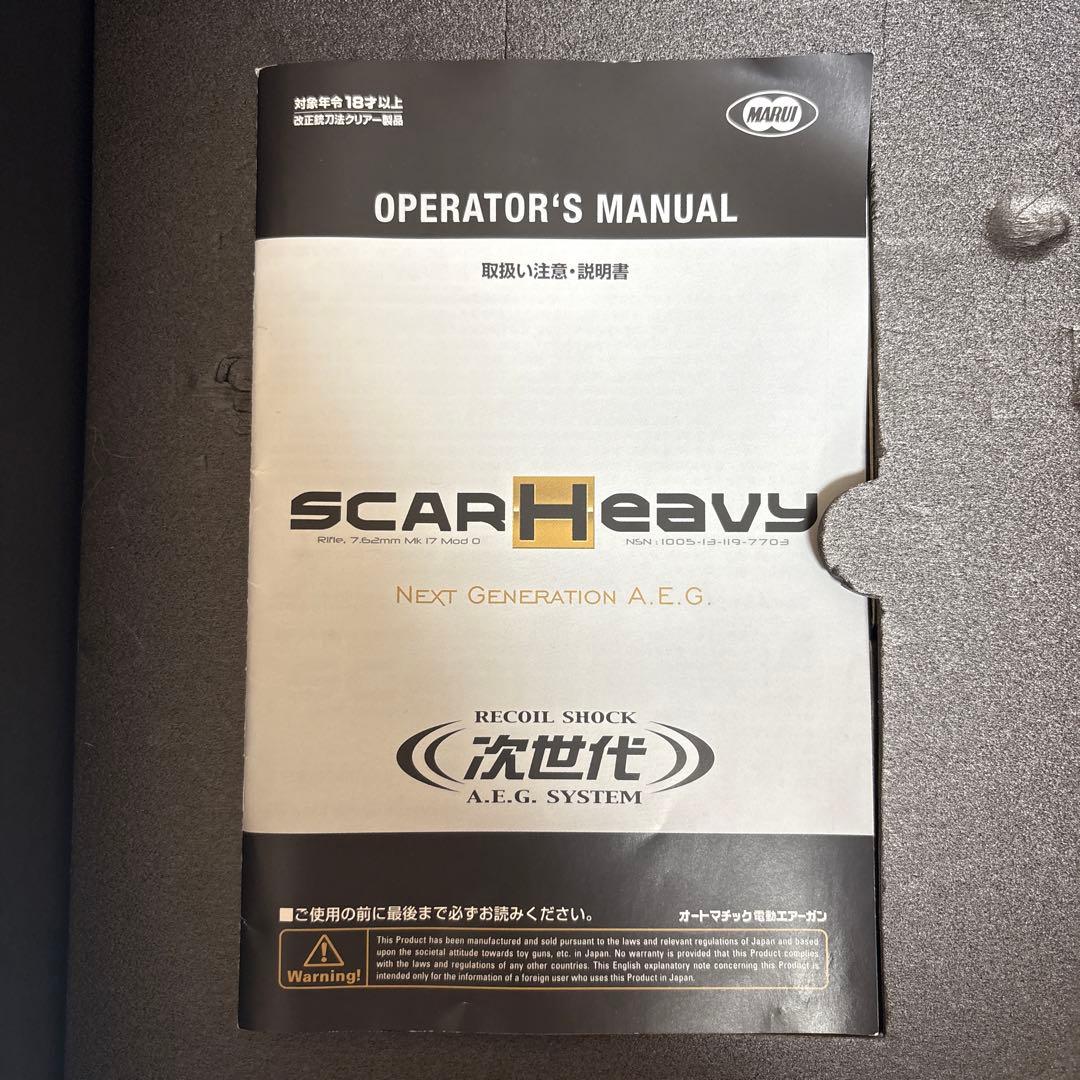 対象年令18才以上
改正銃刀法クリアー製品
MARUI
OPERATOR‘S MANUAL
取扱い注意・説明書
SCAR Heavy
Rifle, 7.62mm Mk 17 Mod 0
NSN : 1005-13-119-7703
NEXT GENERATION A.E.G.
RECOIL SHOCK
次世代
A.E.G. SYSTEM
■ご使用の前に最後まで必ずお読みください。
オートマチック電動エアーガン
Warning!
This Product has been manufactured and sold pursuant to the laws and relevant regulations of Japan and based
upon the societal attitude towards toy guns, etc. in Japan. No warranty is provided that this Product complies
with the laws and regulations of any other countries. This English explanatory note concerning this Product is
intended only for the information of a foreign user who uses this Product in Japan.